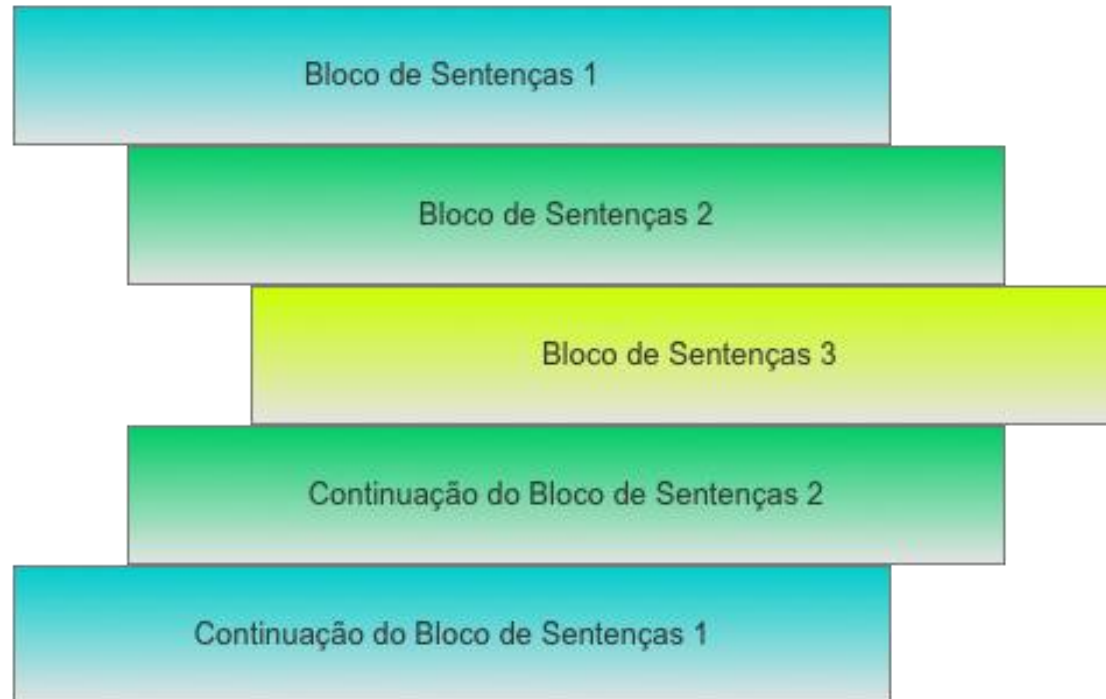 Bloco de Sentenças 1
Bloco de Sentenças 2
Bloco de Sentenças 3
Continuação do Bloco de Sentenças 2
Continuação do Bloco de Sentenças 1